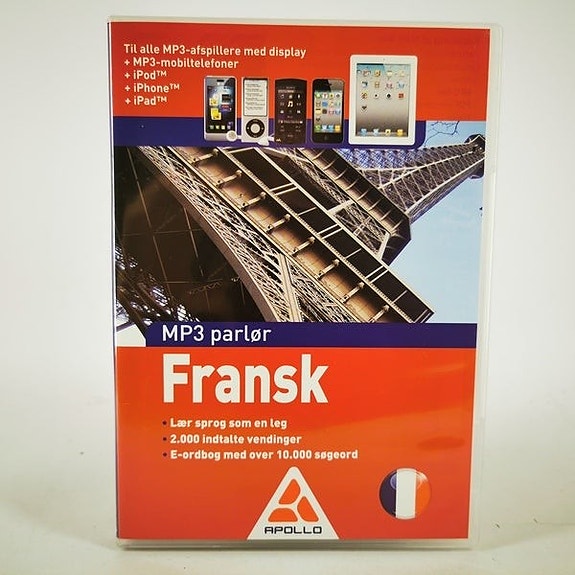 Til alle MP3-afspillere med display
+ MP3-mobiltelefoner
+ iPod™
+ iPhone™
+ iPad™
MP3 parlør
Fransk
• Lær sprog som en leg
• 2.000 indtalte vendinger
• E-ordbog med over 10.000 søgeord
APOLLO